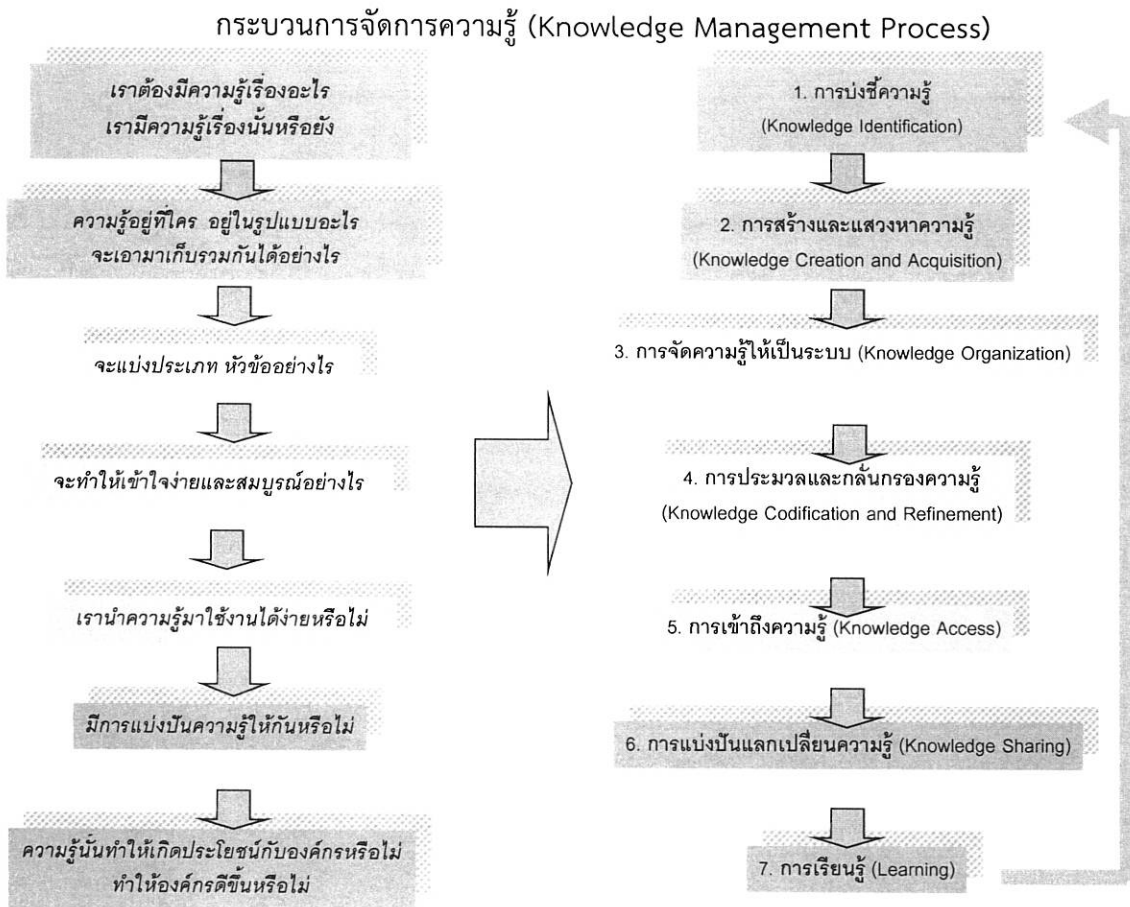 กระบวนการจัดการความรู้ (Knowledge Management Process)
เราต้องมีความรู้เรื่องอะไร
เรามีความรู้เรื่องนั้นหรือยัง
ความรู้อยู่ที่ใคร อยู่ในรูปแบบอะไร
จะเอามาเก็บรวมกันได้อย่างไร
จะแบ่งประเภท หัวข้ออย่างไร
จะทำให้เข้าใจง่ายและสมบูรณ์อย่างไร
เรานำความรู้มาใช้งานได้ง่ายหรือไม่
มีการแบ่งปันความรู้ให้กันหรือไม่
ความรู้นั้นทำให้เกิดประโยชน์กับองค์กรหรือไม่
ทำให้องค์กรดีขึ้นหรือไม่
1. การบ่งชี้ความรู้
(Knowledge Identification)
2. การสร้างและแสวงหาความรู้
(Knowledge Creation and Acquisition)
3. การจัดความรู้ให้เป็นระบบ (Knowledge Organization)
4. การประมวลและกลั่นกรองความรู้
(Knowledge Codification and Refinement)
5. การเข้าถึงความรู้ (Knowledge Access)
6. การแบ่งปันแลกเปลี่ยนความรู้ (Knowledge Sharing)
7. การเรียนรู้ (Learning)